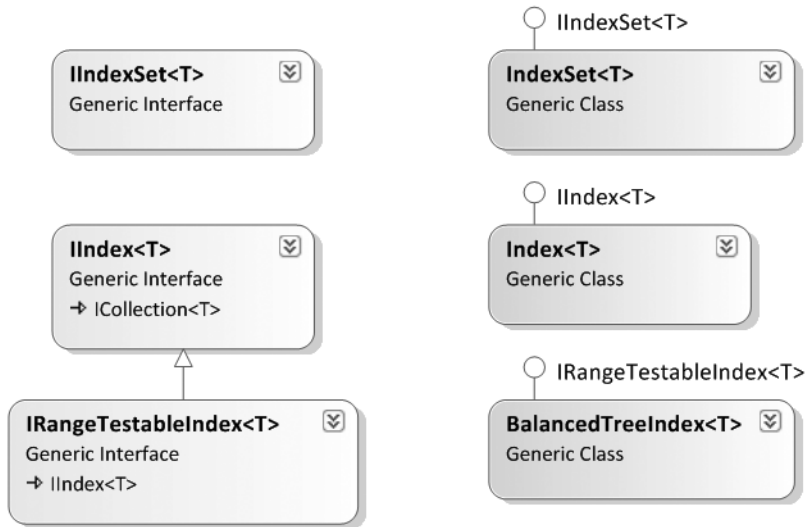 IIndexSet<T>
Generic Interface
IIndexSet<T>
IndexSet<T>
Generic Class
IIndex<T>
Generic Interface
ICollection<T>
IIndex<T>
Index<T>
Generic Class
IRangeTestableIndex<T>
Generic Interface
IIndex<T>
IRangeTestableIndex<T>
BalancedTreeIndex<T>
Generic Class